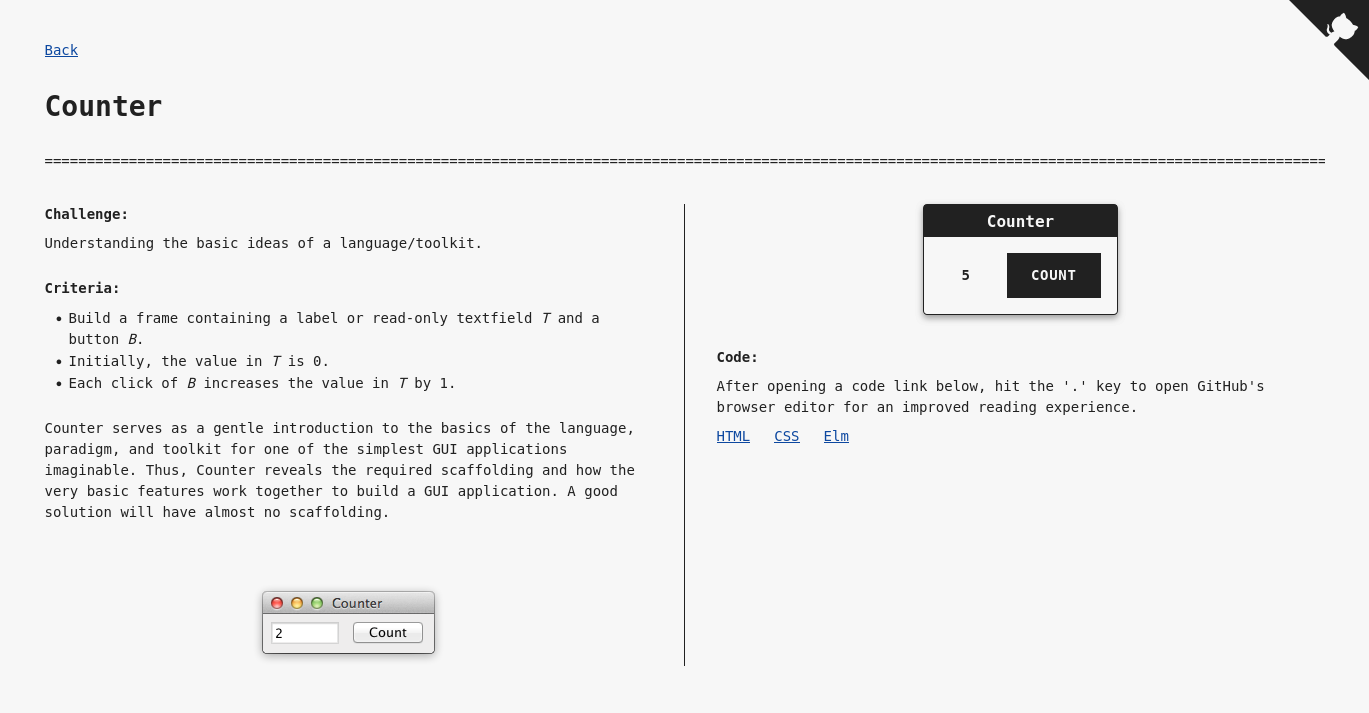 Back
Counter
========================================================================================================================================================
Challenge:
Understanding the basic ideas of a language/toolkit.
Criteria:
• Build a frame containing a label or read-only textfield T and a
button B.
• Initially, the value in T is 0.
• Each click of B increases the value in T by 1.
Counter serves as a gentle introduction to the basics of the language,
paradigm, and toolkit for one of the simplest GUI applications
imaginable. Thus, Counter reveals the required scaffolding and how the
very basic features work together to build a GUI application. A good
solution will have almost no scaffolding.
Counter
2 Count
Counter
5 COUNT
Code:
After opening a code link below, hit the '.' key to open GitHub's
browser editor for an improved reading experience.
HTML CSS Elm